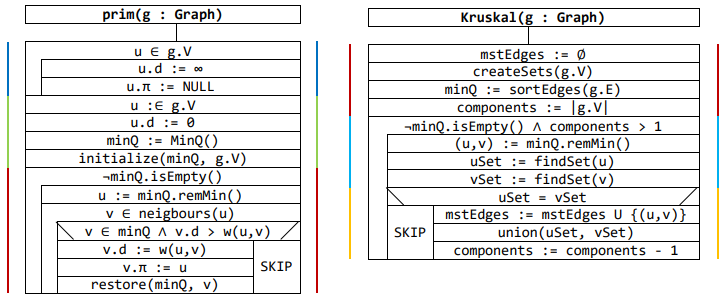 prim(g : Graph)
u ∈ g.V
u.d := ∞
u.π := NULL
u :∈ g.V
u.d := 0
minQ := MinQ()
initialize(minQ, g.V)
¬minQ.isEmpty()
u := minQ.remMin()
v ∈ neigbours(u)
v ∈ minQ ∧ v.d > w(u,v)
v.d := w(u,v)
v.π := u
restore(minQ, v)
SKIP
Kruskal(g : Graph)
mstEdges := ∅
createSets(g.V)
minQ := sortEdges(g.E)
components := |g.V|
¬minQ.isEmpty() ∧ components > 1
(u,v) := minQ.remMin()
uSet := findSet(u)
vSet := findSet(v)
uSet = vSet
SKIP
mstEdges := mstEdges U {(u,v)}
union(uSet, vSet)
components := components - 1